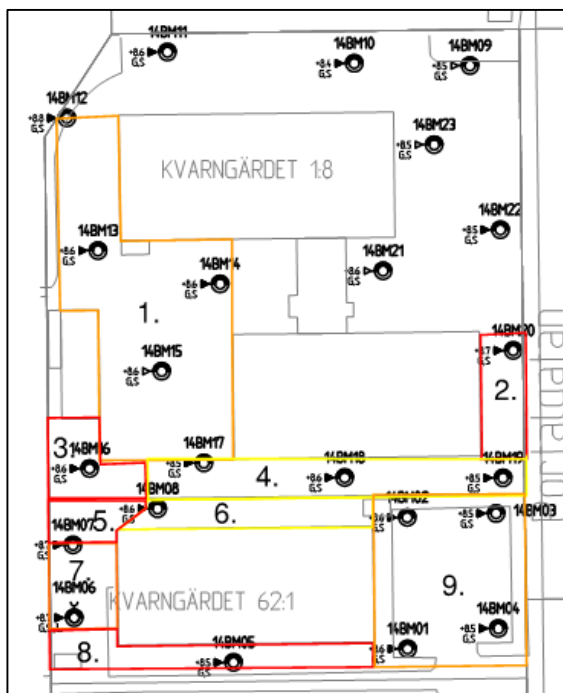 14BM11
+8.6
G,S
14BM10
+8.4
G,S
14BM09
+8.5
G,S
14BM12
+8.8
G,S
14BM23
+8.5
G,S
KVARNGÄRDET 1:8
14BM22
+8.5
G,S
14BM13
+8.6
G,S
14BM21
+8.6
G,S
14BM14
+8.6
G,S
1.
14BM20
G,S
14BM15
+8.6
G,S
2.
3.
14BM16
+8.6
G,S
14BM17
+8.5
G,S
4.
14BM18
+8.6
G,S
14BM19
+8.5
G,S
14BM08
+8.6
G,S
5.
6.
14BM02
G,S
14BM03
+8.5
G,S
14BM07
G,S
7
14BM06
G,S
KVARNGÄRDET 62:1
9.
14BM04
+8.5
G,S
8.
14BM05
+8.5
G,S
14BM01
G,S